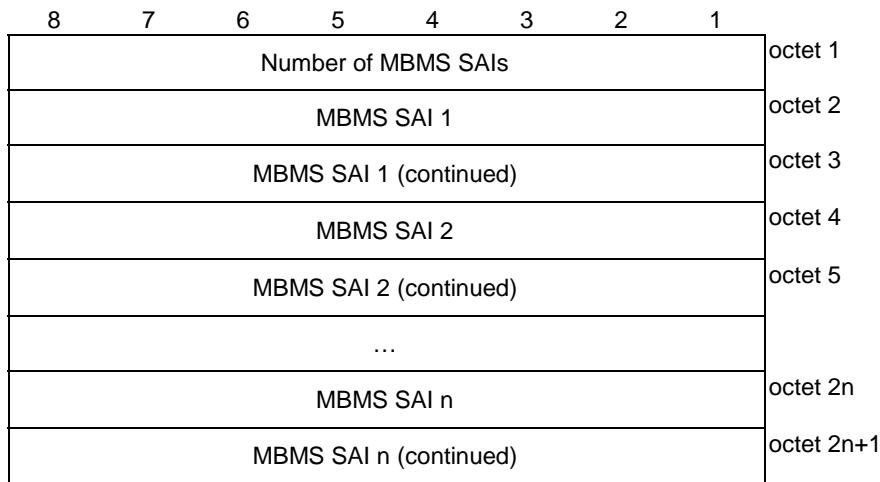 8 7 6 5 4 3 2 1
Number of MBMS SAIs octet 1
MBMS SAI 1 octet 2
MBMS SAI 1 (continued) octet 3
MBMS SAI 2 octet 4
MBMS SAI 2 (continued) octet 5
…
MBMS SAI n octet 2n
MBMS SAI n (continued) octet 2n+1